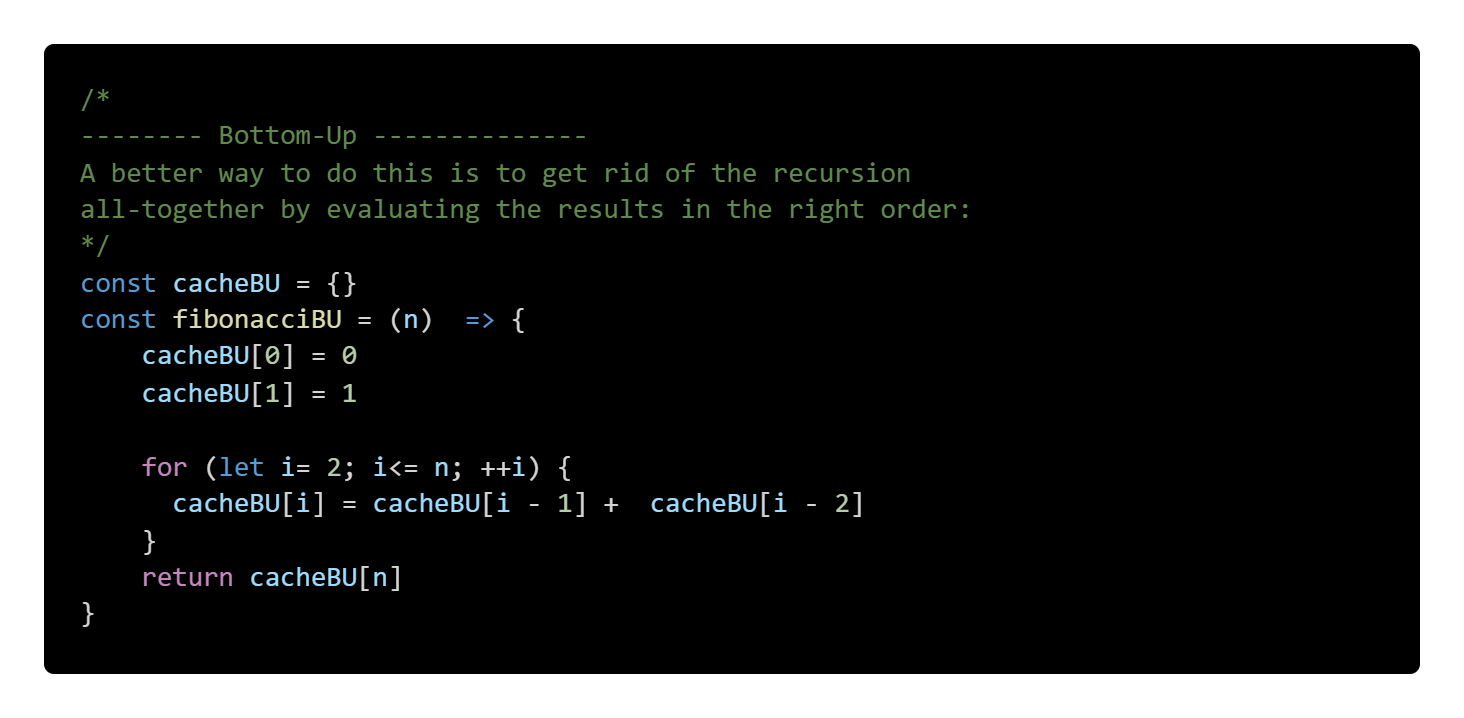 /*
-------- Bottom-Up --------------
A better way to do this is to get rid of the recursion
all-together by evaluating the results in the right order:
*/
const cacheBU = {}
const fibonacciBU = (n)  => {
    cacheBU[0] = 0
    cacheBU[1] = 1

    for (let i= 2; i<= n; ++i) {
      cacheBU[i] = cacheBU[i - 1] +  cacheBU[i - 2]
    }
    return cacheBU[n]
}